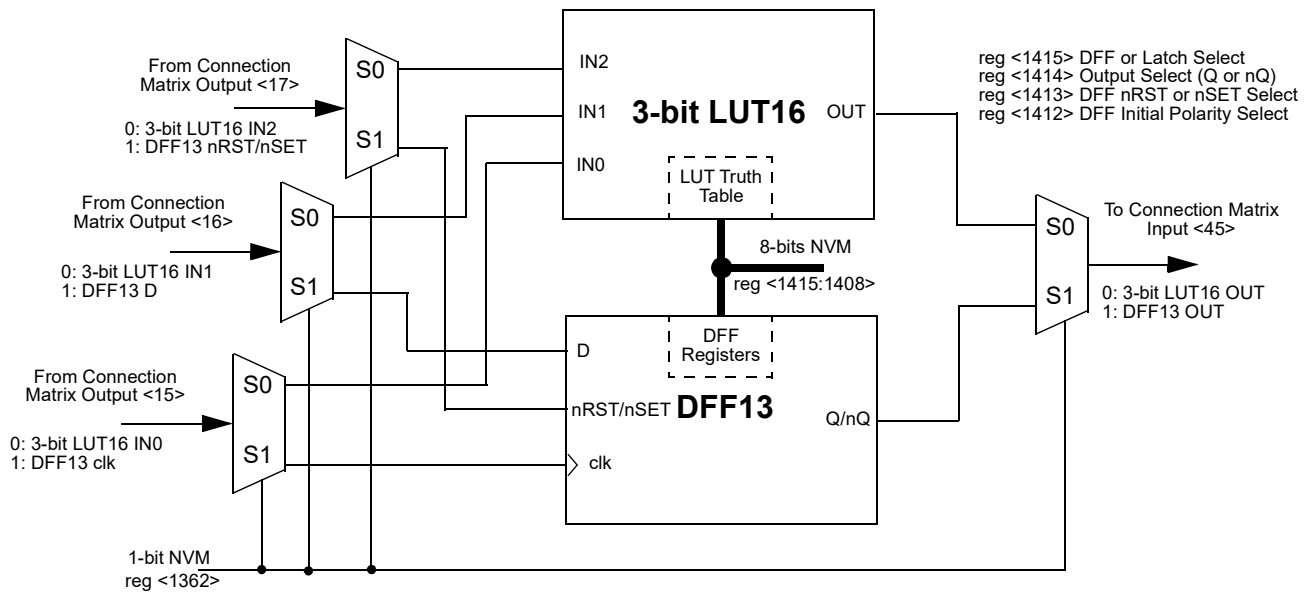 From Connection
Matrix Output <17>
0: 3-bit LUT16 IN2
1: DFF13 nRST/nSET
S0
S1
From Connection
Matrix Output <16>
0: 3-bit LUT16 IN1
1: DFF13 D
S0
S1
From Connection
Matrix Output <15>
0: 3-bit LUT16 IN0
1: DFF13 clk
S0
S1
1-bit NVM
reg <1362>
IN2
IN1
IN0
3-bit LUT16
OUT
LUT Truth
Table
8-bits NVM
reg <1415:1408>
DFF
Registers
D
nRST/nSET
DFF13
clk
Q/nQ
reg <1415> DFF or Latch Select
reg <1414> Output Select (Q or nQ)
reg <1413> DFF nRST or nSET Select
reg <1412> DFF Initial Polarity Select
S0
S1
To Connection Matrix
Input <45>
0: 3-bit LUT16 OUT
1: DFF13 OUT